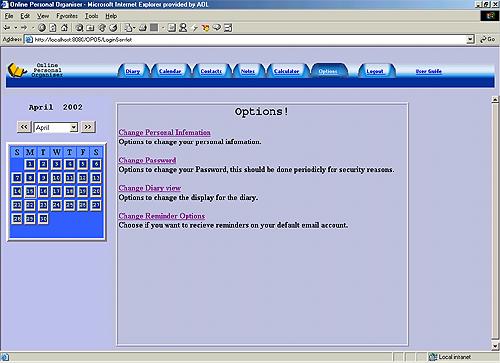 Online Personal Organiser - Microsoft Internet Explorer provided by AOL
File Edit View Favorites Tools Help
Address http://localhost:8080/OPO5/LoginServlet Go
Online
Personal
Organiser
Diary Calendar Contacts Notes Calculator Options Logout User Guide
April 2002
<< April >>
S M T W T F S
1 2 3 4 5 6
7 8 9 10 11 12 13
14 15 16 17 18 19 20
21 22 23 24 25 26 27
28 29 30
Options!
Change Personal Infomation
Options to change your personal infomation.
Change Password
Options to change your Password, this should be done periodicly for security reasons.
Change Diary view
Options to change the display for the diary.
Change Reminder Options
Choose if you want to recieve reminders on your default email account.
Local intranet